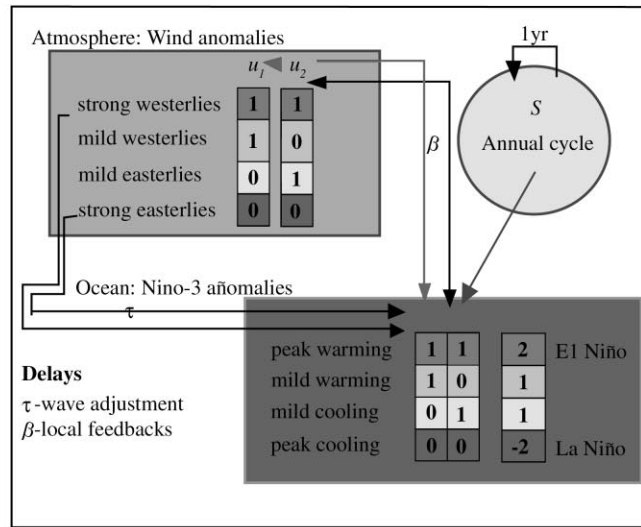 Atmosphere: Wind anomalies
u1 u2
strong westerlies 1 1
mild westerlies 1 0
mild easterlies 0 1
strong easterlies 0 0
β
1yr
S
Annual cycle
Ocean: Nino-3 añomalies
τ
peak warming 1 1 2 E1 Niño
mild warming 1 0 1
mild cooling 0 1 1
peak cooling 0 0 -2 La Niño
Delays
τ-wave adjustment
β-local feedbacks